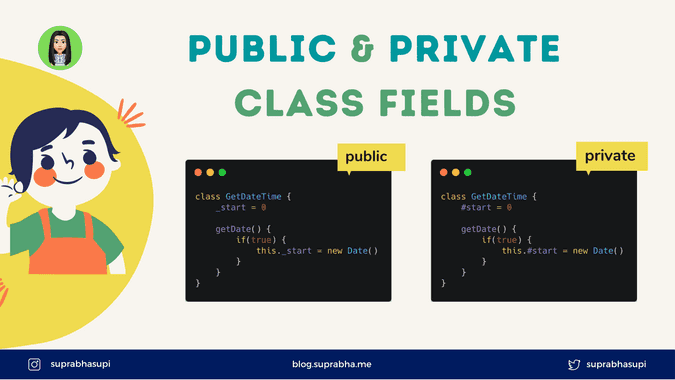 PUBLIC & PRIVATE
CLASS FIELDS
public
class GetDateTime {
_start = 0
getDate() {
if(true) {
this._start = new Date()
}
}
}
private
class GetDateTime {
#start = 0
getDate() {
if(true) {
this.#start = new Date()
}
}
}
suprabhasupi
blog.suprabha.me
suprabhasupi